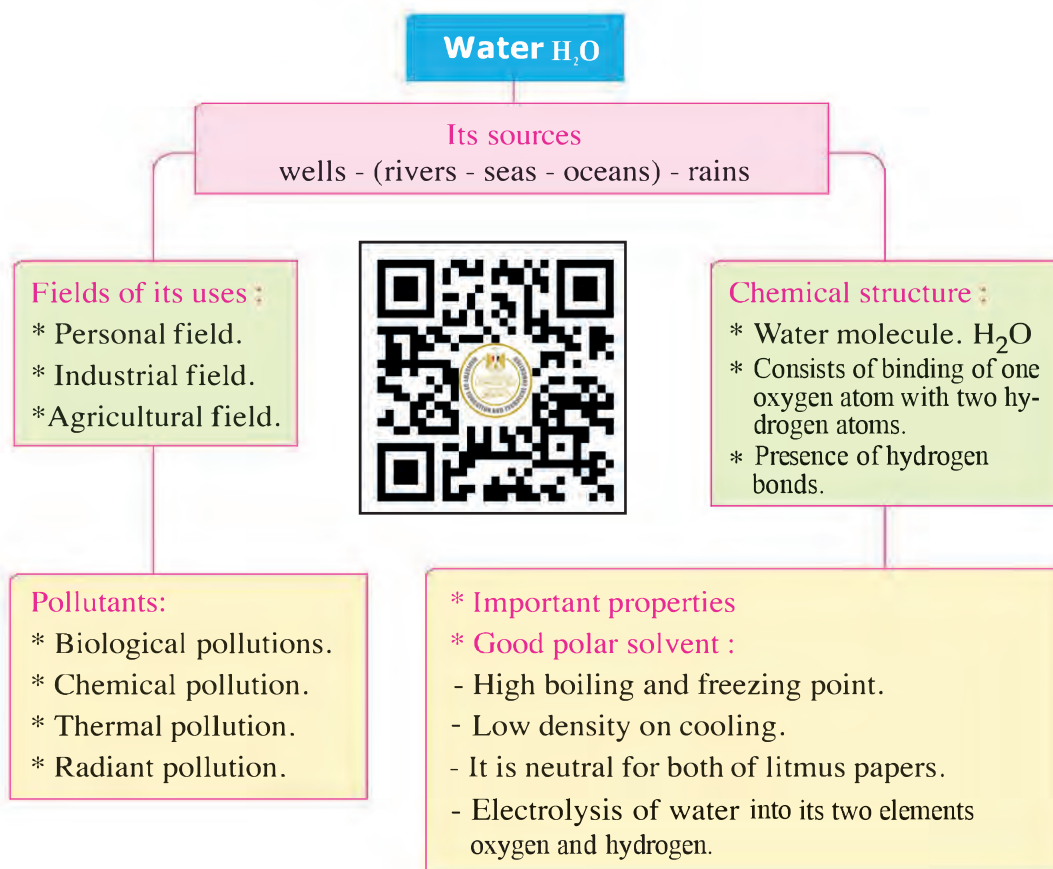 Water H₂O
Its sources
wells - (rivers - seas - oceans) - rains
Fields of its uses :
* Personal field.
* Industrial field.
*Agricultural field.
Chemical structure :
* Water molecule. H₂O
* Consists of binding of one
oxygen atom with two hy-
drogen atoms.
* Presence of hydrogen
bonds.
Pollutants:
* Biological pollutions.
* Chemical pollution.
* Thermal pollution.
* Radiant pollution.
* Important properties
* Good polar solvent :
- High boiling and freezing point.
- Low density on cooling.
- It is neutral for both of litmus papers.
- Electrolysis of water into its two elements
oxygen and hydrogen.